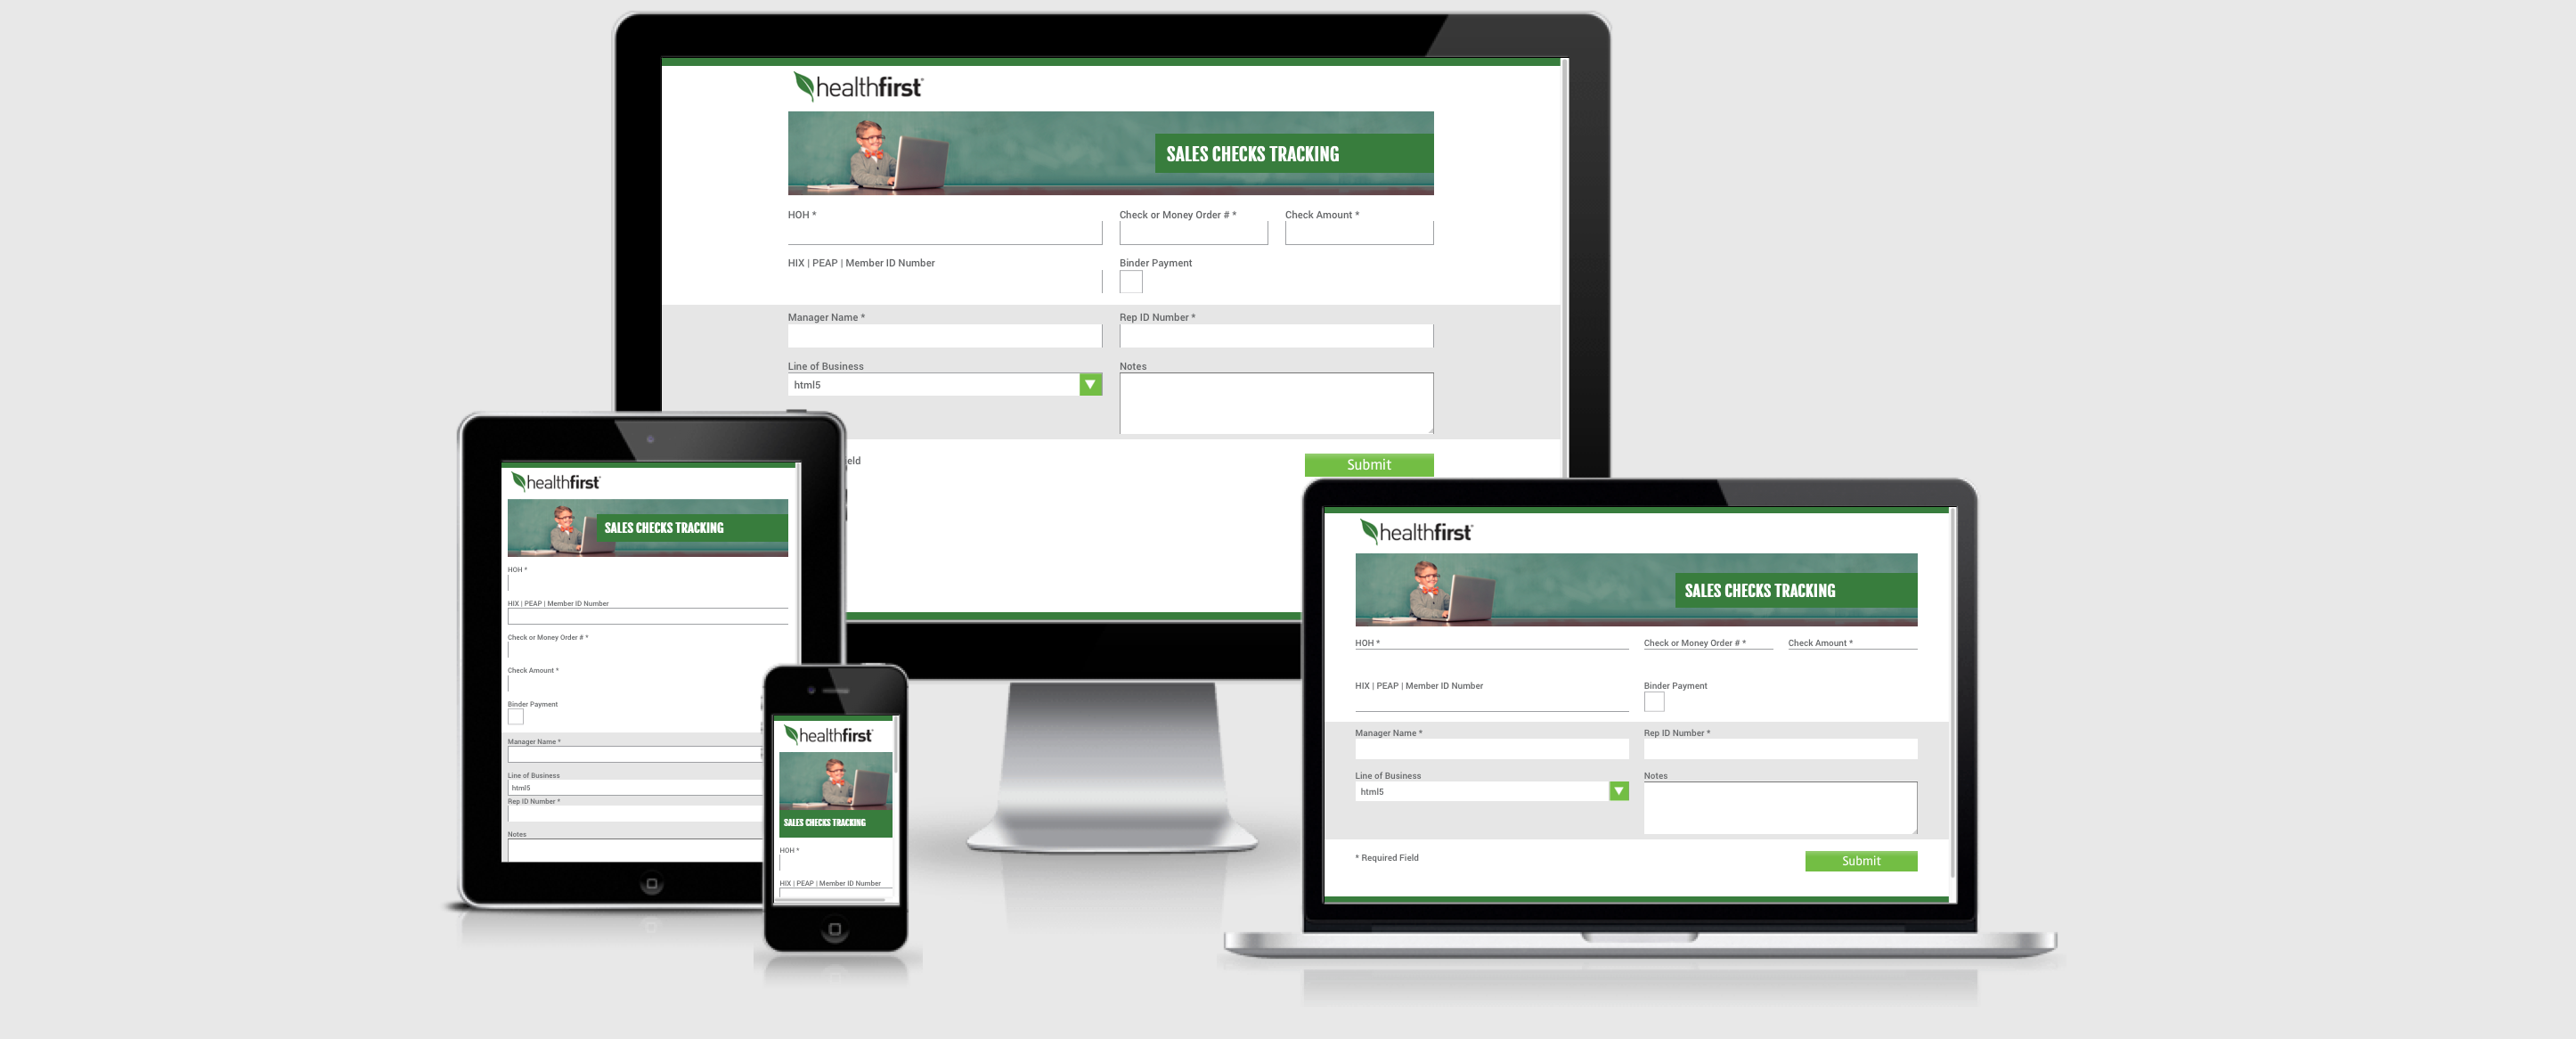 healthfirst
SALES CHECKS TRACKING
HOH * Check or Money Order # * Check Amount *
HIX | PEAP | Member ID Number Binder Payment
Manager Name * Rep ID Number *
Line of Business Notes
html5
eld Submit
healthfirst
SALES CHECKS TRACKING
HOH *
HIX | PEAP | Member ID Number
Check or Money Order # *
Check Amount *
Binder Payment
Manager Name *
Line of Business
html5
Rep ID Number *
Notes
healthfirst
SALES CHECKS TRACKING
HOH *
HIX | PEAP | Member ID Number
healthfirst
SALES CHECKS TRACKING
HOH * Check or Money Order # * Check Amount *
HIX | PEAP | Member ID Number Binder Payment
Manager Name * Rep ID Number *
Line of Business Notes
html5
* Required Field Submit